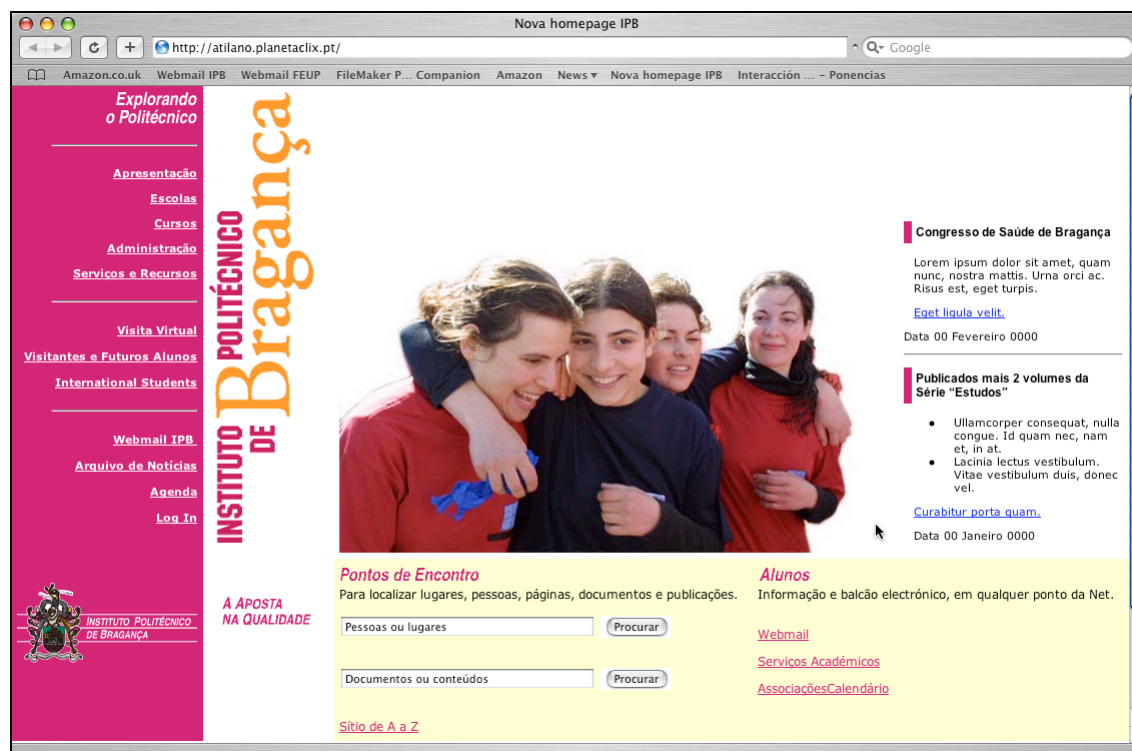 Nova homepage IPB
http://atilano.planetaclix.pt/
Google
Amazon.co.uk Webmail IPB Webmail FEUP FileMaker P... Companion Amazon News Nova homepage IPB Interacción ... – Ponencias
Explorando
o Politécnico
Apresentação
Escolas
Cursos
Administração
Serviços e Recursos
Visita Virtual
Visitantes e Futuros Alunos
International Students
Webmail IPB
Arquivo de Notícias
Agenda
Log In
INSTITUTO POLITÉCNICO
DE BRAGANÇA
INSTITUTO POLITÉCNICO
DE Bragança
A APOSTA
NA QUALIDADE
Congresso de Saúde de Bragança
Lorem ipsum dolor sit amet, quam
nunc, nostra mattis. Urna orci ac.
Risus est, eget turpis.
Eget ligula velit.
Data 00 Fevereiro 0000
Publicados mais 2 volumes da
Série “Estudos”
• Ullamcorper consequat, nulla
congue. Id quam nec, nam
et, in at.
• Lacinia lectus vestibulum.
Vitae vestibulum duis, donec
vel.
Curabitur porta quam.
Data 00 Janeiro 0000
Pontos de Encontro
Para localizar lugares, pessoas, páginas, documentos e publicações.
Pessoas ou lugares Procurar
Documentos ou conteúdos Procurar
Sítio de A a Z
Alunos
Informação e balcão electrónico, em qualquer ponto da Net.
Webmail
Serviços Académicos
AssociaçõesCalendário